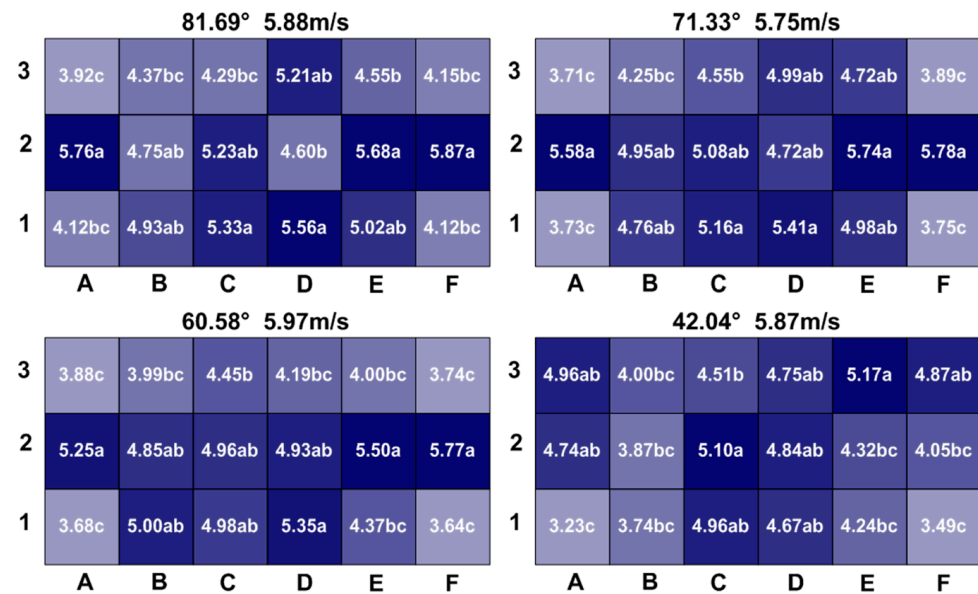 81.69° 5.88m/s
3 3.92c 4.37bc 4.29bc 5.21ab 4.55b 4.15bc
2 5.76a 4.75ab 5.23ab 4.60b 5.68a 5.87a
1 4.12bc 4.93ab 5.33a 5.56a 5.02ab 4.12bc
A B C D E F
71.33° 5.75m/s
3 3.71c 4.25bc 4.55b 4.99ab 4.72ab 3.89c
2 5.58a 4.95ab 5.08ab 4.72ab 5.74a 5.78a
1 3.73c 4.76ab 5.16a 5.41a 4.98ab 3.75c
A B C D E F
60.58° 5.97m/s
3 3.88c 3.99bc 4.45b 4.19bc 4.00bc 3.74c
2 5.25a 4.85ab 4.96ab 4.93ab 5.50a 5.77a
1 3.68c 5.00ab 4.98ab 5.35a 4.37bc 3.64c
A B C D E F
42.04° 5.87m/s
3 4.96ab 4.00bc 4.51b 4.75ab 5.17a 4.87ab
2 4.74ab 3.87bc 5.10a 4.84ab 4.32bc 4.05bc
1 3.23c 3.74bc 4.96ab 4.67ab 4.24bc 3.49c
A B C D E F